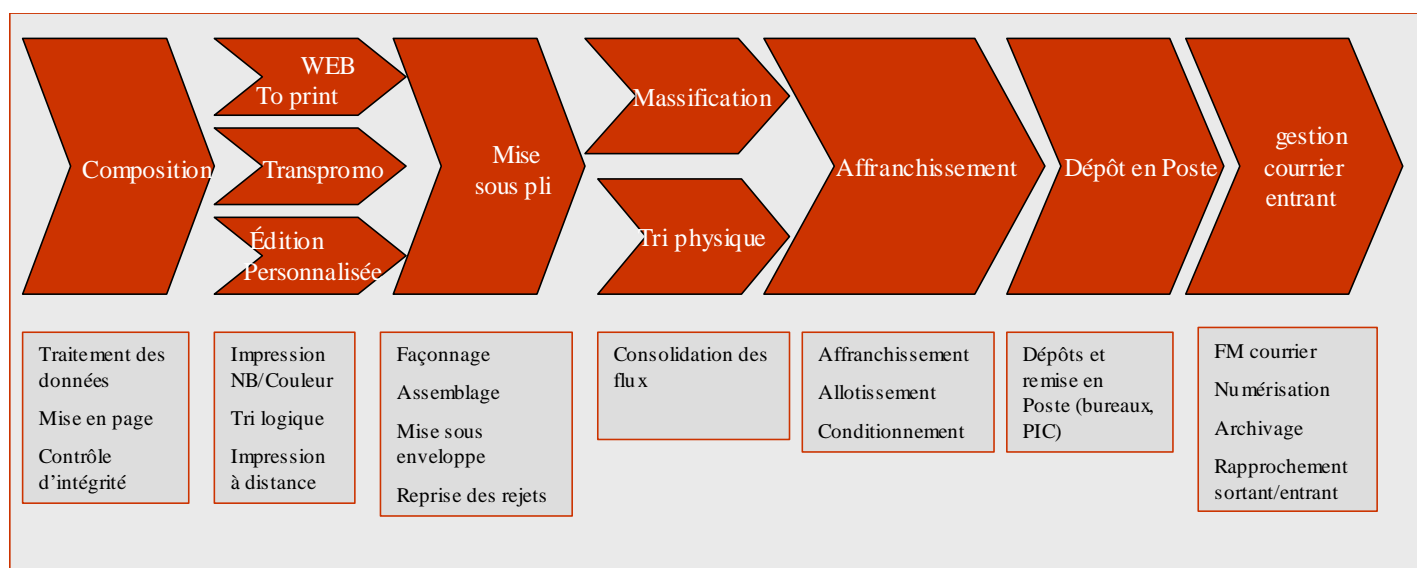 Composition
WEB
To print
Transpromo
Édition
Personnalisée
Mise
sous pli
Massification
Tri physique
Affranchissement
Dépôt en Poste
gestion
courrier
entrant
Traitement des
données
Mise en page
Contrôle
d’intégrité
Impression
NB/Couleur
Tri logique
Impression
à distance
Façonnage
Assemblage
Mise sous
enveloppe
Reprise des rejets
Consolidation des
flux
Affranchissement
Allotissement
Conditionnement
Dépôts et
remise en
Poste (bureaux,
PIC)
FM courrier
Numérisation
Archivage
Rapprochement
sortant/entrant